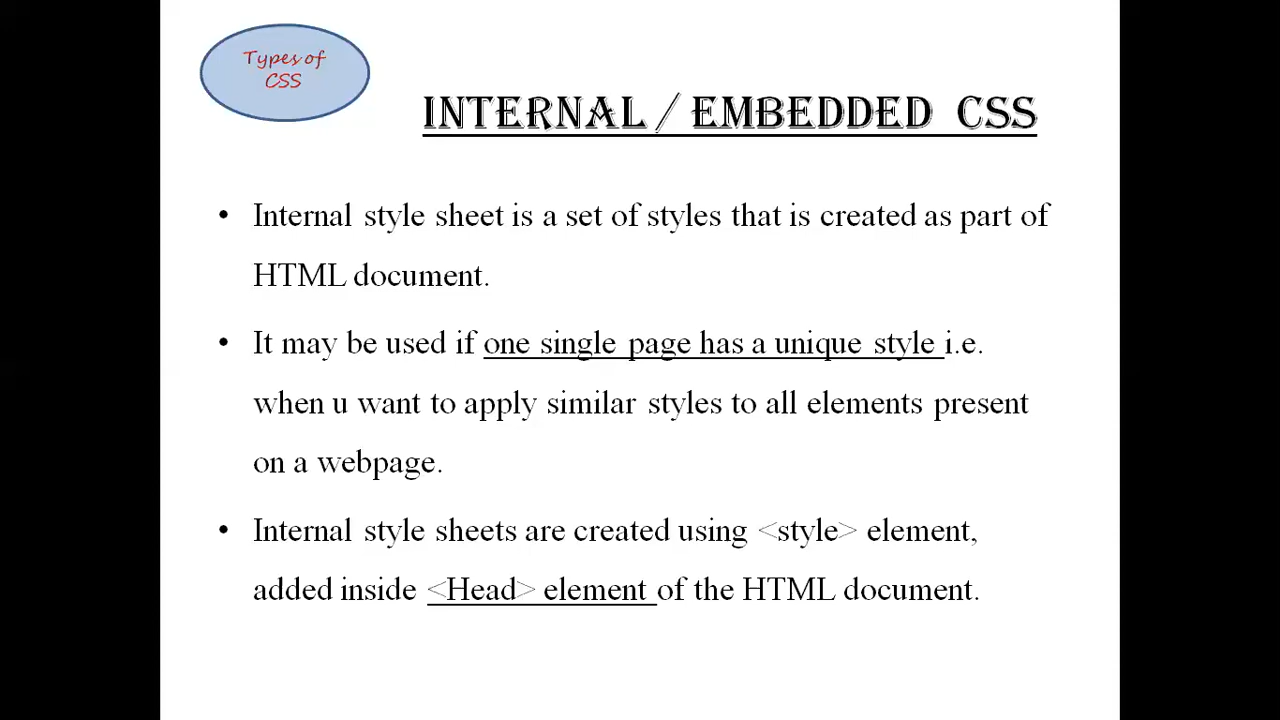 Types of
CSS
INTERNAL / EMBEDDED CSS
• Internal style sheet is a set of styles that is created as part of
HTML document.
• It may be used if one single page has a unique style i.e.
when u want to apply similar styles to all elements present
on a webpage.
• Internal style sheets are created using <style> element,
added inside <Head> element of the HTML document.